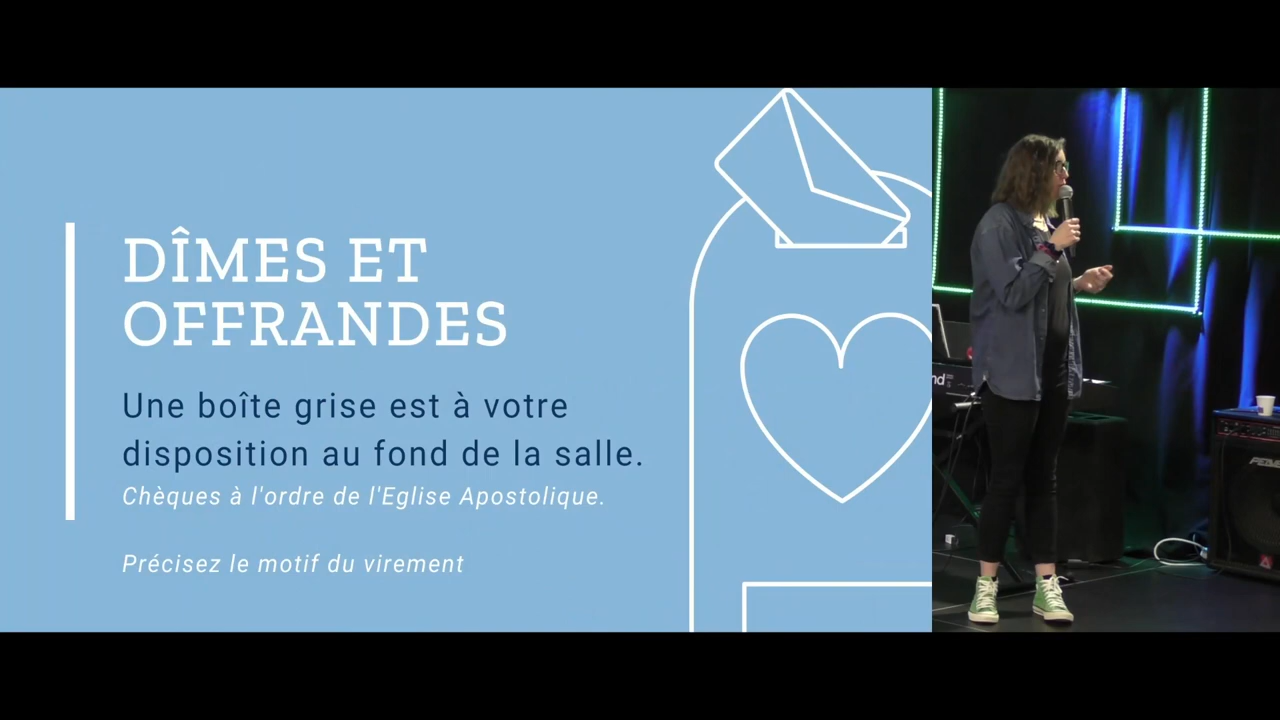 DÎMES ET
OFFRANDES
Une boîte grise est à votre
disposition au fond de la salle.
Chèques à l'ordre de l'Eglise Apostolique.
Précisez le motif du virement